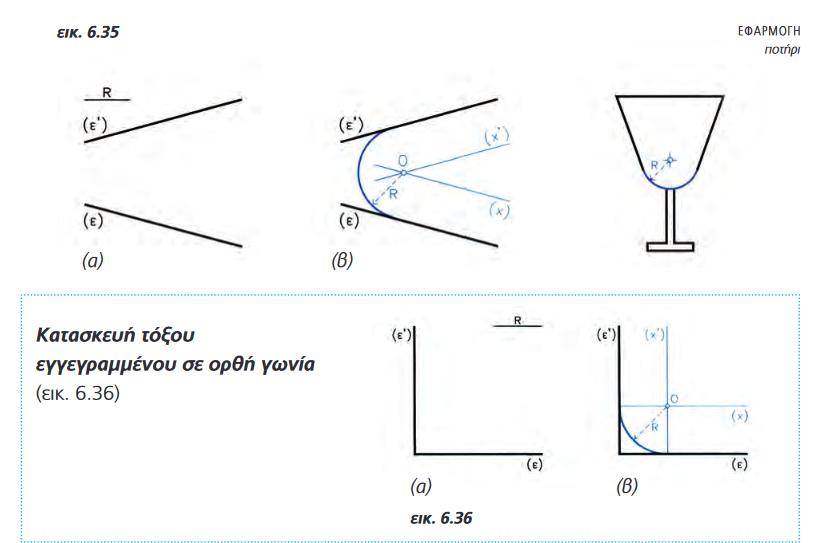 εικ. 6.35
ΕΦΑΡΜΟΓΗ
ποτήρι
R
(ε')
(ε)
(α)
(ε')
(x')
O
R
(x)
(ε)
(β)
R
Κατασκευή τόξου
εγγεγραμμένου σε ορθή γωνία
(εικ. 6.36)
(ε')
R
(ε)
(α)
(ε')
(x')
O
R
(x)
(ε)
(β)
εικ. 6.36